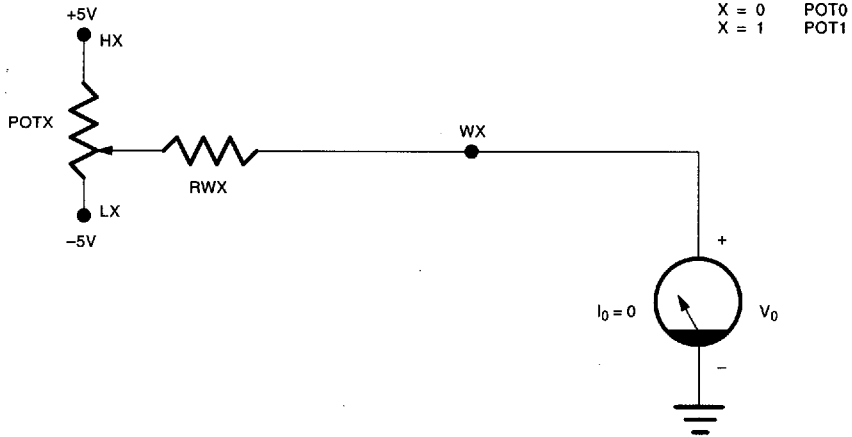 X = 0 POT0
X = 1 POT1
+5V
HX
POTX
RWX
WX
LX
–5V
+
I0 = 0
V0
–